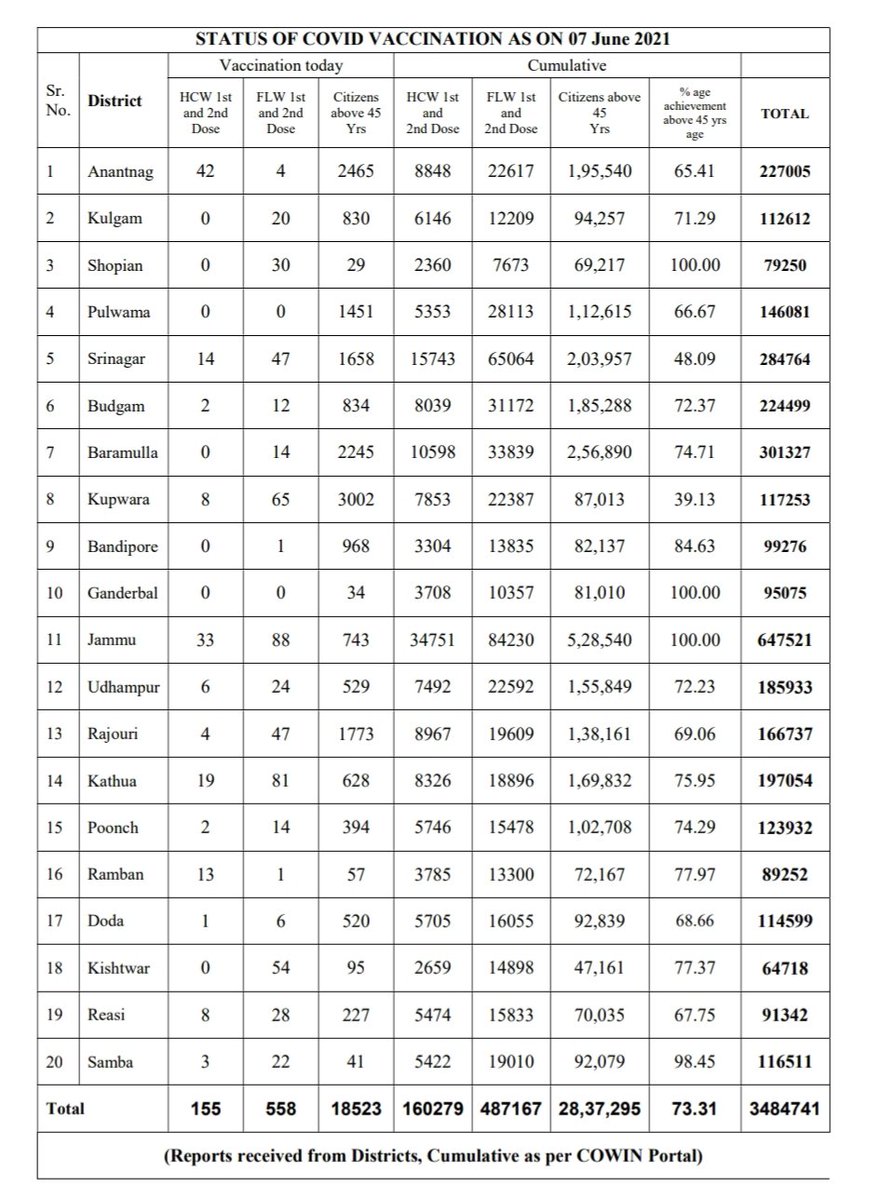 STATUS OF COVID VACCINATION AS ON 07 June 2021
Sr. No. District Vaccination today Cumulative
HCW 1st and 2nd Dose FLW 1st and 2nd Dose Citizens above 45 Yrs HCW 1st and 2nd Dose FLW 1st and 2nd Dose Citizens above 45 Yrs % age achievement above 45 yrs age TOTAL
1 Anantnag 42 4 2465 8848 22617 1,95,540 65.41 227005
2 Kulgam 0 20 830 6146 12209 94,257 71.29 112612
3 Shopian 0 30 29 2360 7673 69,217 100.00 79250
4 Pulwama 0 0 1451 5353 28113 1,12,615 66.67 146081
5 Srinagar 14 47 1658 15743 65064 2,03,957 48.09 284764
6 Budgam 2 12 834 8039 31172 1,85,288 72.37 224499
7 Baramulla 0 14 2245 10598 33839 2,56,890 74.71 301327
8 Kupwara 8 65 3002 7853 22387 87,013 39.13 117253
9 Bandipore 0 1 968 3304 13835 82,137 84.63 99276
10 Ganderbal 0 0 34 3708 10357 81,010 100.00 95075
11 Jammu 33 88 743 34751 84230 5,28,540 100.00 647521
12 Udhampur 6 24 529 7492 22592 1,55,849 72.23 185933
13 Rajouri 4 47 1773 8967 19609 1,38,161 69.06 166737
14 Kathua 19 81 628 8326 18896 1,69,832 75.95 197054
15 Poonch 2 14 394 5746 15478 1,02,708 74.29 123932
16 Ramban 13 1 57 3785 13300 72,167 77.97 89252
17 Doda 1 6 520 5705 16055 92,839 68.66 114599
18 Kishtwar 0 54 95 2659 14898 47,161 77.37 64718
19 Reasi 8 28 227 5474 15833 70,035 67.75 91342
20 Samba 3 22 41 5422 19010 92,079 98.45 116511
Total 155 558 18523 160279 487167 28,37,295 73.31 3484741
(Reports received from Districts, Cumulative as per COWIN Portal)